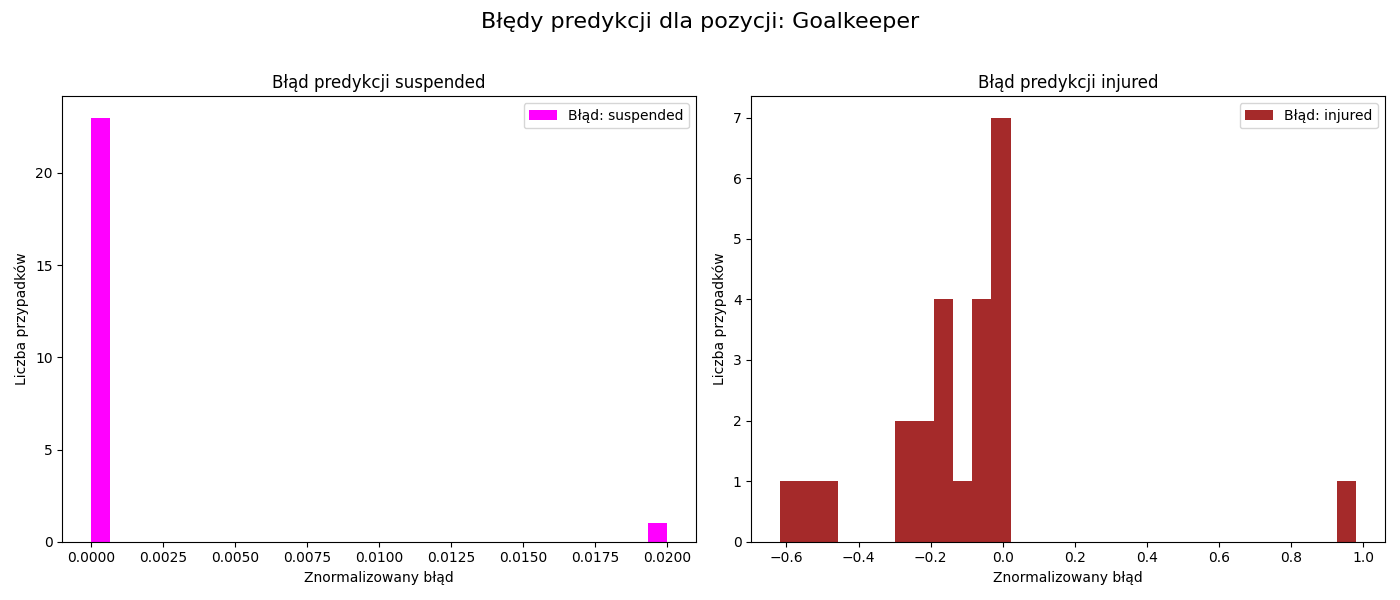 Błędy predykcji dla pozycji: Goalkeeper
Błąd predykcji suspended
Błąd: suspended
Liczba przypadków
20
15
10
5
0
0.0000 0.0025 0.0050 0.0075 0.0100 0.0125 0.0150 0.0175 0.0200
Znormalizowany błąd
Błąd predykcji injured
Błąd: injured
Liczba przypadków
7
6
5
4
3
2
1
0
−0.6 −0.4 −0.2 0.0 0.2 0.4 0.6 0.8 1.0
Znormalizowany błąd